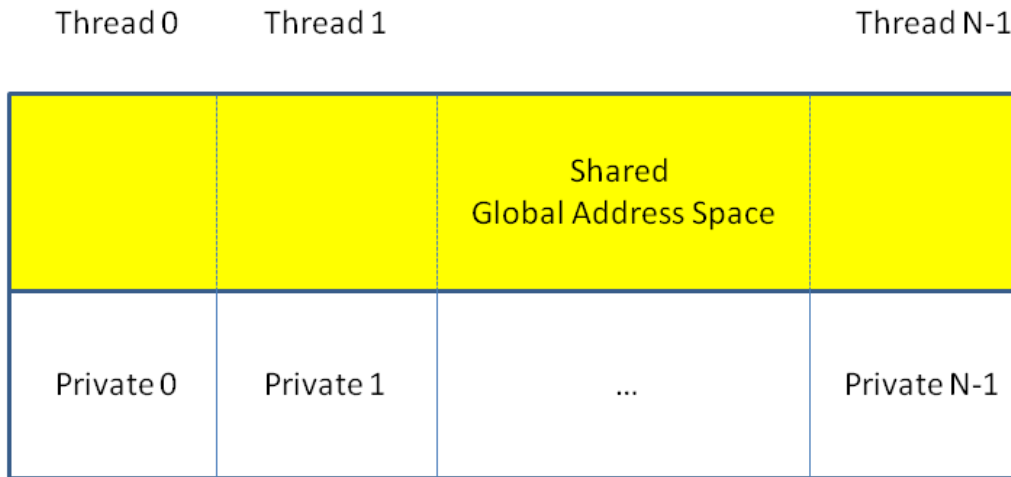 Thread 0
Thread 1
Thread N-1
Shared
Global Address Space
Private 0
Private 1
...
Private N-1